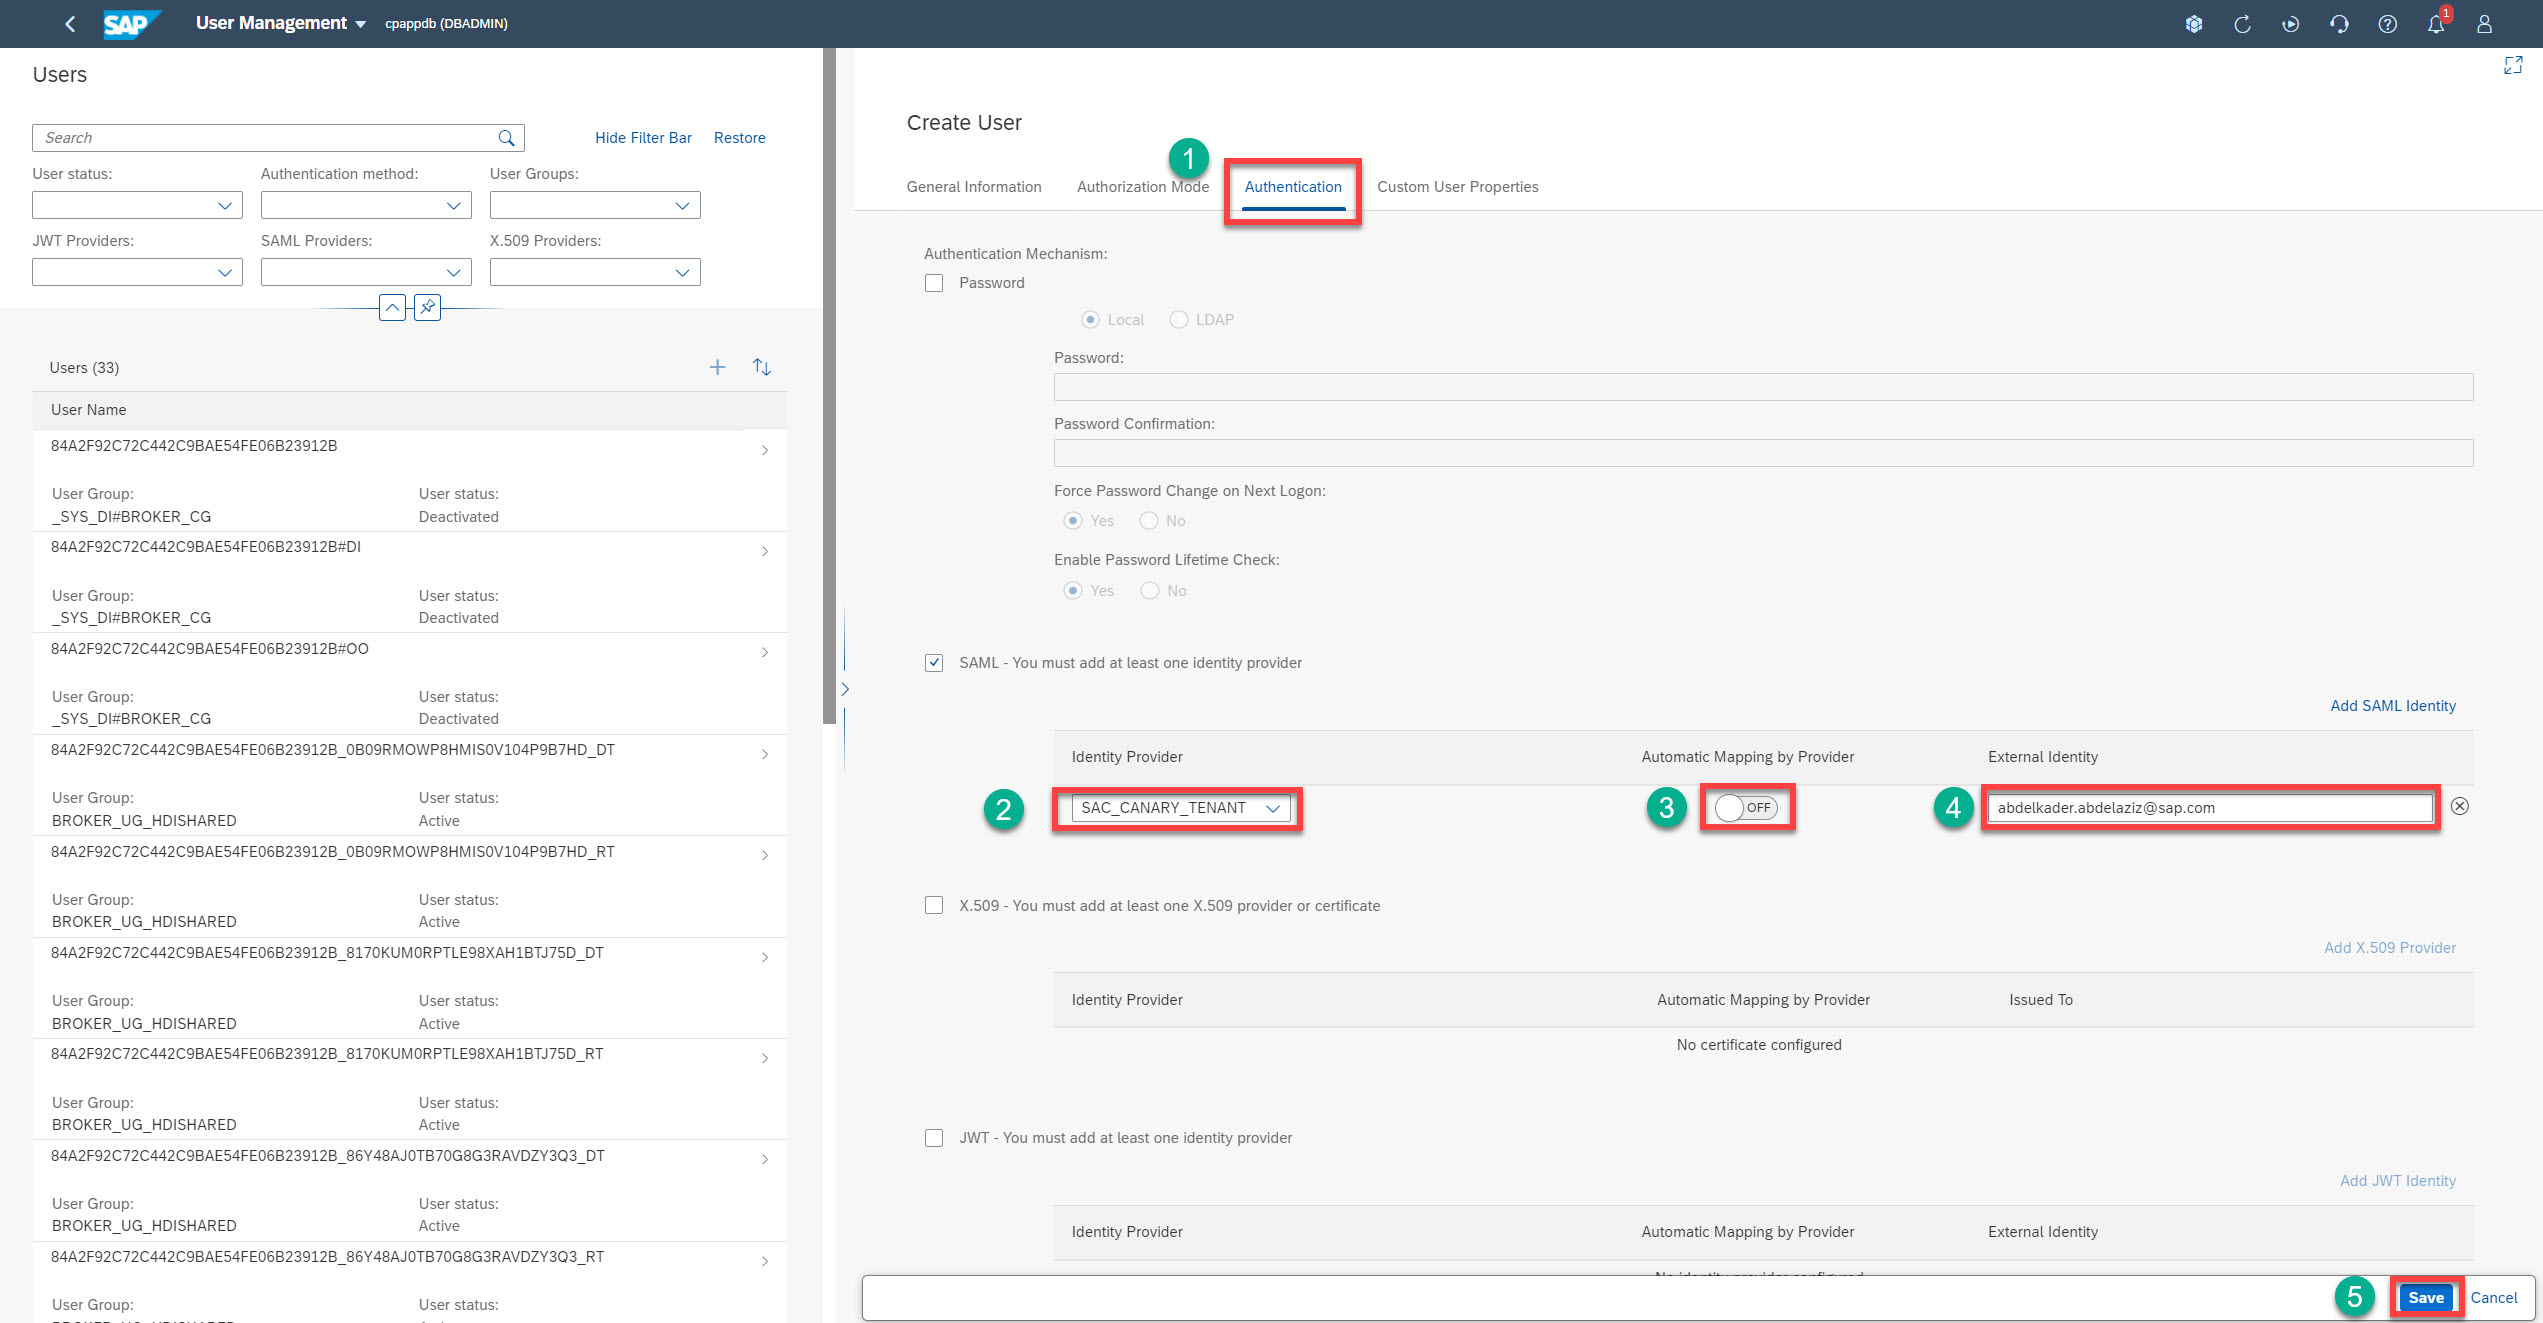 SAP User Management cpappdb (DBADMIN) 1
Users
Search Hide Filter Bar Restore
User status: Authentication method: User Groups:
JWT Providers: SAML Providers: X.509 Providers:
Users (33)
User Name
84A2F92C72C442C9BAE54FE06B23912B
User Group: User status:
_SYS_DI#BROKER_CG Deactivated
84A2F92C72C442C9BAE54FE06B23912B#DI
User Group: User status:
_SYS_DI#BROKER_CG Deactivated
84A2F92C72C442C9BAE54FE06B23912B#OO
User Group: User status:
_SYS_DI#BROKER_CG Deactivated
84A2F92C72C442C9BAE54FE06B23912B_0B09RMOWP8HMIS0V104P9B7HD_DT
User Group: User status:
BROKER_UG_HDISHARED Active
84A2F92C72C442C9BAE54FE06B23912B_0B09RMOWP8HMIS0V104P9B7HD_RT
User Group: User status:
BROKER_UG_HDISHARED Active
84A2F92C72C442C9BAE54FE06B23912B_8170KUM0RPTLE98XAH1BTJ75D_DT
User Group: User status:
BROKER_UG_HDISHARED Active
84A2F92C72C442C9BAE54FE06B23912B_8170KUM0RPTLE98XAH1BTJ75D_RT
User Group: User status:
BROKER_UG_HDISHARED Active
84A2F92C72C442C9BAE54FE06B23912B_86Y48AJ0TB70G8G3RAVDZY3Q3_DT
User Group: User status:
BROKER_UG_HDISHARED Active
84A2F92C72C442C9BAE54FE06B23912B_86Y48AJ0TB70G8G3RAVDZY3Q3_RT
User Group: User status:
Create User
1
General Information Authorization Mode Authentication Custom User Properties
Authentication Mechanism:
Password
Local LDAP
Password:
Password Confirmation:
Force Password Change on Next Logon:
Yes No
Enable Password Lifetime Check:
Yes No
SAML - You must add at least one identity provider
Add SAML Identity
Identity Provider Automatic Mapping by Provider External Identity
2 SAC_CANARY_TENANT 3 OFF 4 abdelkader.abdelaziz@sap.com
X.509 - You must add at least one X.509 provider or certificate
Add X.509 Provider
Identity Provider Automatic Mapping by Provider Issued To
No certificate configured
JWT - You must add at least one identity provider
Add JWT Identity
Identity Provider Automatic Mapping by Provider External Identity
5 Save Cancel